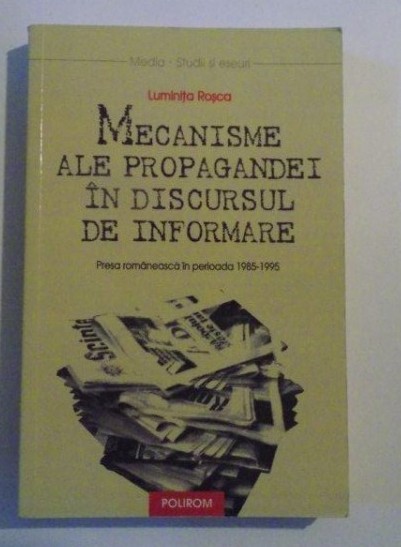 Media • Studii și eseuri
Luminița Roșca
MECANISME
ALE PROPAGANDEI
ÎN DISCURSUL
DE INFORMARE
Presa românească în perioada 1985-1995
Scînte
POLIROM